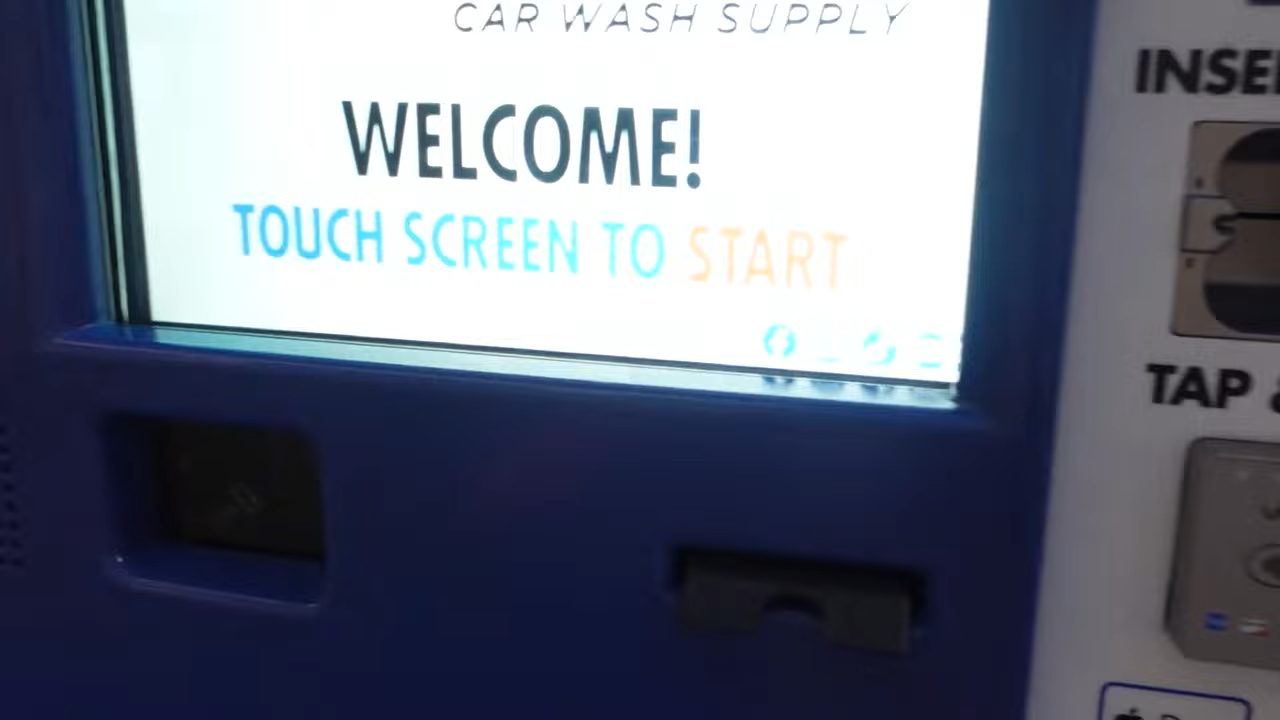 CAR WASH SUPPLY
WELCOME!
TOUCH SCREEN TO START
INSE
TAP &